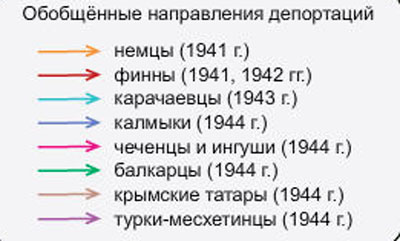 Обобщённые направления депортаций
немцы (1941 г.)
финны (1941, 1942 гг.)
карачаевцы (1943 г.)
калмыки (1944 г.)
чеченцы и ингуши (1944 г.)
балкарцы (1944 г.)
крымские татары (1944 г.)
турки-месхетинцы (1944 г.)